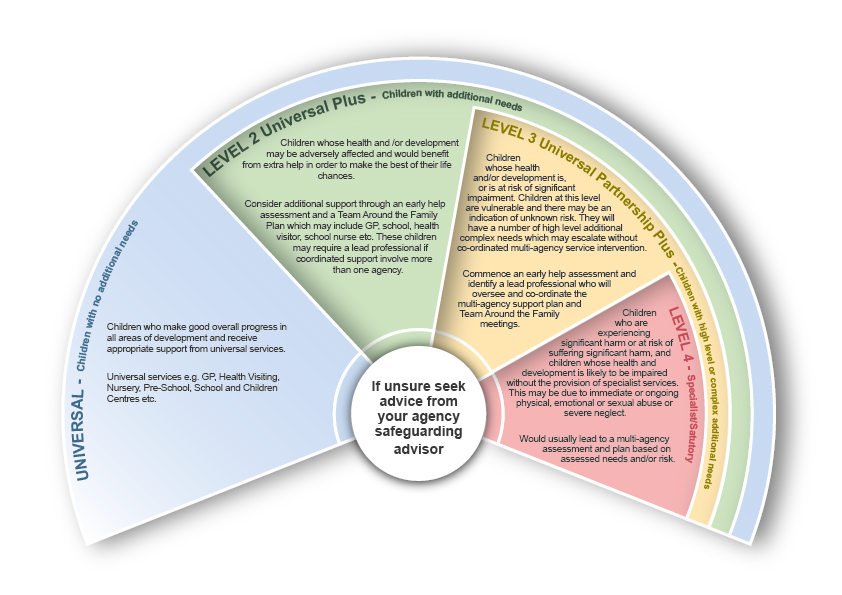 UNIVERSAL - Children with no additional needs
Children who make good overall progress in
all areas of development and receive
appropriate support from universal services.
Universal services e.g. GP, Health Visiting,
Nursery, Pre-School, School and Children
Centres etc.
LEVEL 2 Universal Plus - Children with additional needs
Children whose health and /or development
may be adversely affected and would benefit
from extra help in order to make the best of their life
chances.
Consider additional support through an early help
assessment and a Team Around the Family
Plan which may include GP, school, health
visitor, school nurse etc. These children
may require a lead professional if
coordinated support involve more
than one agency.
LEVEL 3 Universal Partnership Plus - Children with high level or complex additional needs
Children
whose health
and/or development is,
or is at risk of significant
impairment. Children at this level
are vulnerable and there may be an
indication of unknown risk. They will
have a number of high level additional
complex needs which may escalate without
co-ordinated multi-agency service intervention.
Commence an early help assessment and
identify a lead professional who will
oversee and co-ordinate the
multi-agency support plan and
Team Around the Family
meetings.
LEVEL 4 - Specialist/Satutory
Children
who are
experiencing
significant harm or at risk of
suffering significant harm, and
children whose health and
development is likely to be impaired
without the provision of specialist services.
This may be due to immediate or ongoing
physical, emotional or sexual abuse or
severe neglect.
Would usually lead to a multi-agency
assessment and plan based on
assessed needs and/or risk.
If unsure seek
advice from
your agency
safeguarding
advisor